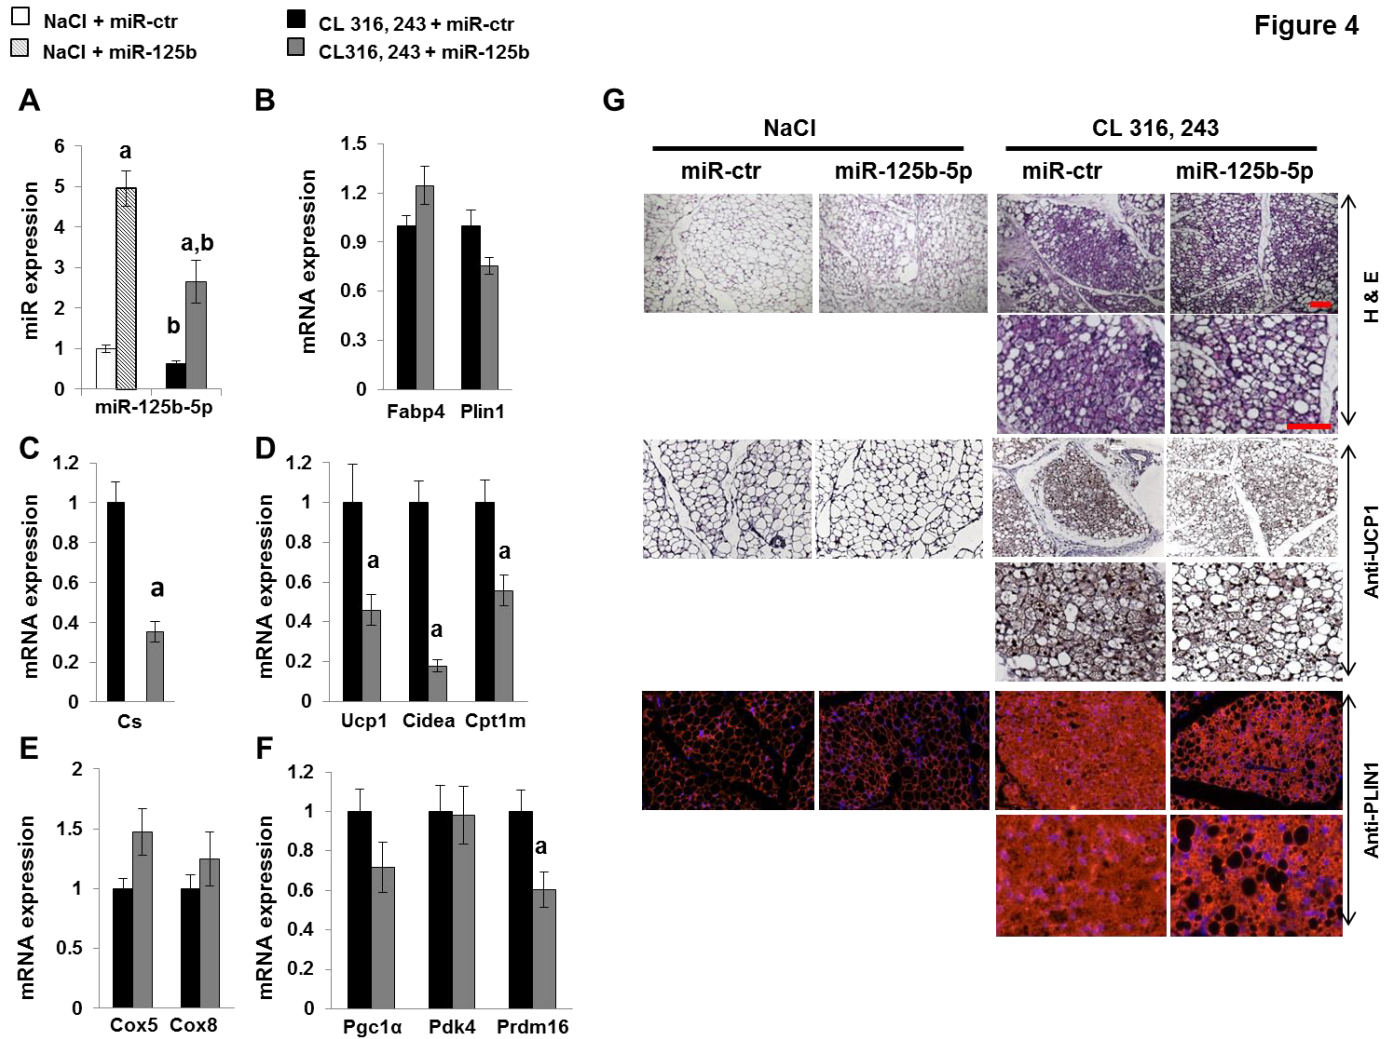 NaCl + miR-ctr
NaCl + miR-125b
CL 316, 243 + miR-ctr
CL316, 243 + miR-125b
Figure 4
A
miR expression
6
5
4
3
2
1
0
a
b
a,b
miR-125b-5p
B
mRNA expression
1.5
1.2
0.9
0.6
0.3
0
Fabp4 Plin1
C
mRNA expression
1.2
1
0.8
0.6
0.4
0.2
0
a
Cs
D
mRNA expression
1.2
1
0.8
0.6
0.4
0.2
0
a
a
a
Ucp1 Cidea Cpt1m
E
mRNA expression
2
1.5
1
0.5
0
Cox5 Cox8
F
mRNA expression
1.2
1
0.8
0.6
0.4
0.2
0
a
Pgc1α Pdk4 Prdm16
G
NaCl
CL 316, 243
miR-ctr
miR-125b-5p
miR-ctr
miR-125b-5p
H & E
Anti-UCP1
Anti-PLIN1